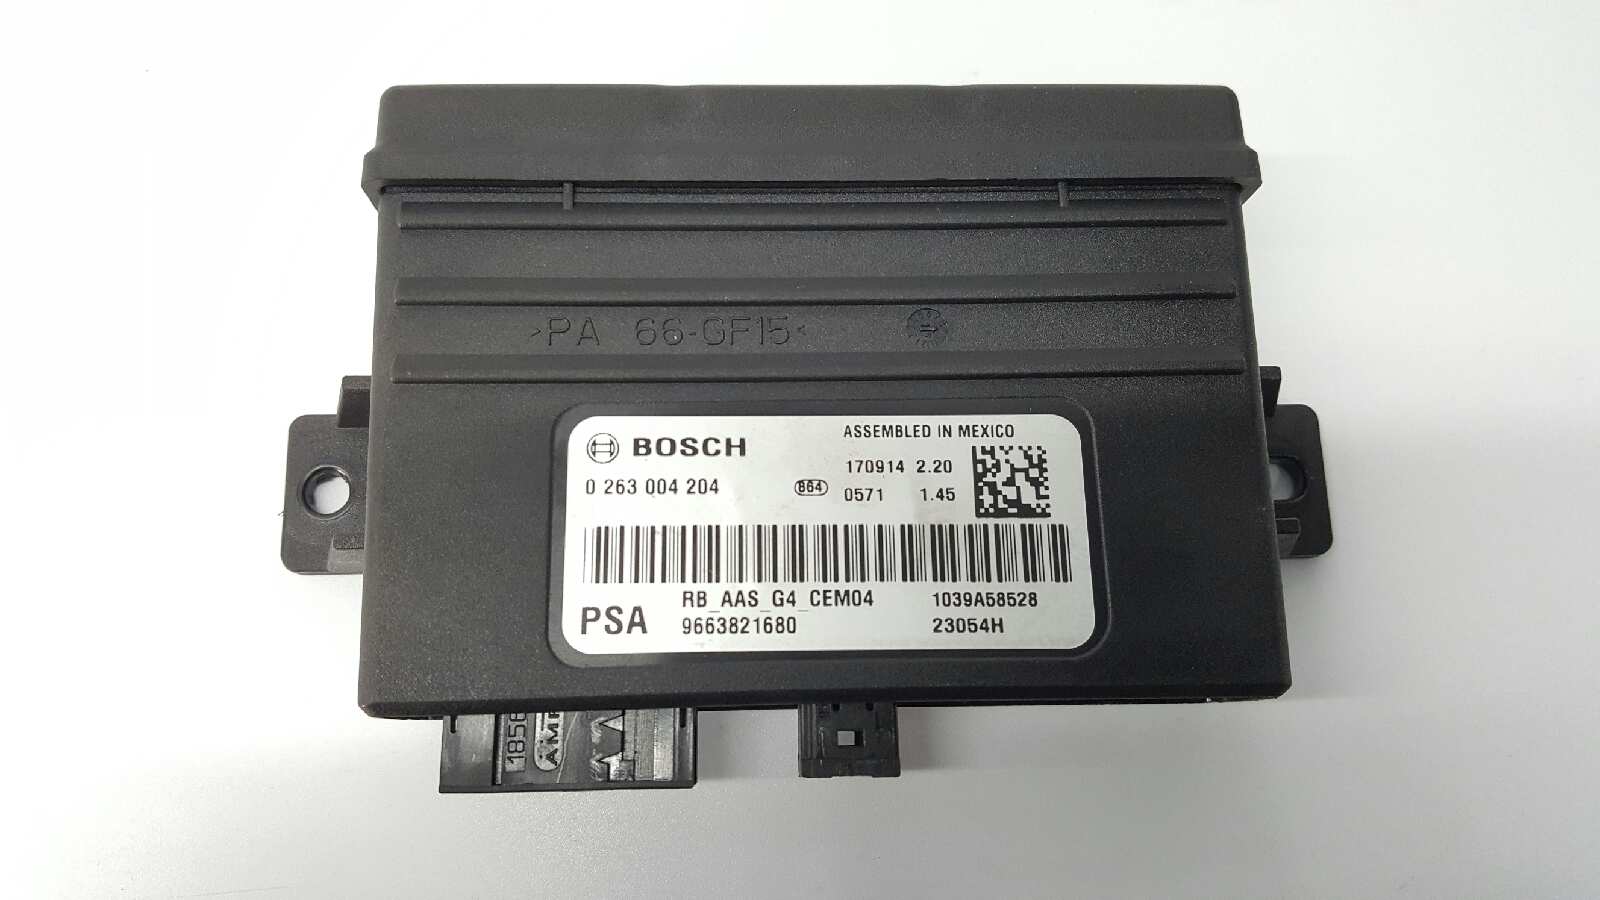 >PA 66-GF15<
BOSCH
ASSEMBLED IN MEXICO
0 263 004 204
864
170914 2.20
0571 1.45
RB_AAS_G4_CEM04 1039A58528
PSA 9663821680 23054H